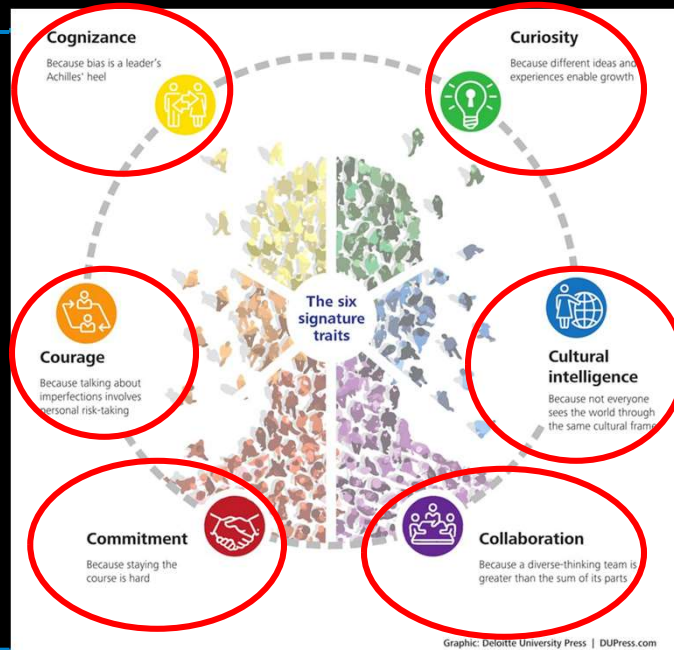 Cognizance
Because bias is a leader's
Achilles' heel
Curiosity
Because different ideas and
experiences enable growth
The six
signature
traits
Courage
Because talking about
imperfections involves
personal risk-taking
Cultural
intelligence
Because not everyone
sees the world through
the same cultural frame
Commitment
Because staying the
course is hard
Collaboration
Because a diverse-thinking team is
greater than the sum of its parts
Graphic: Deloitte University Press | DUPress.com